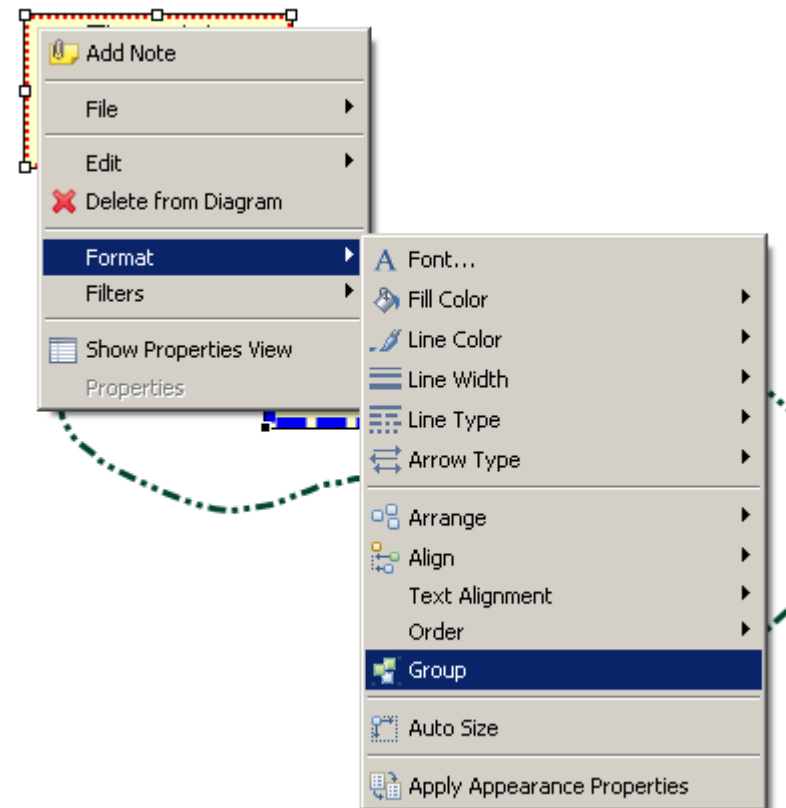 Add Note
File
Edit
Delete from Diagram
Format
Filters
Show Properties View
Properties
Font...
Fill Color
Line Color
Line Width
Line Type
Arrow Type
Arrange
Align
Text Alignment
Order
Group
Auto Size
Apply Appearance Properties